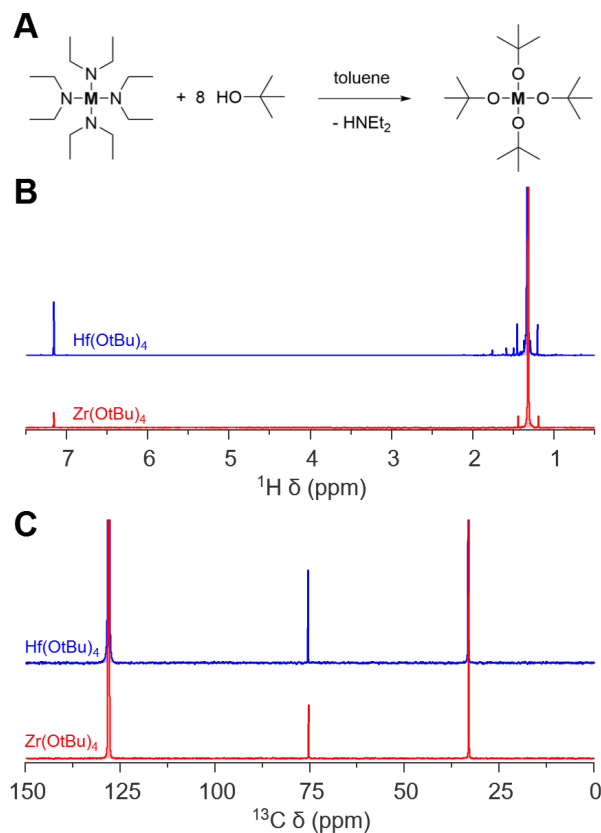 A
N N
M
N N
+ 8 HO
toluene
- HNEt₂
O
O M O
O
B
Hf(OtBu)₄
Zr(OtBu)₄
7 6 5 4 3 2 1
¹H δ (ppm)
C
Hf(OtBu)₄
Zr(OtBu)₄
150 125 100 75 50 25 0
¹³C δ (ppm)